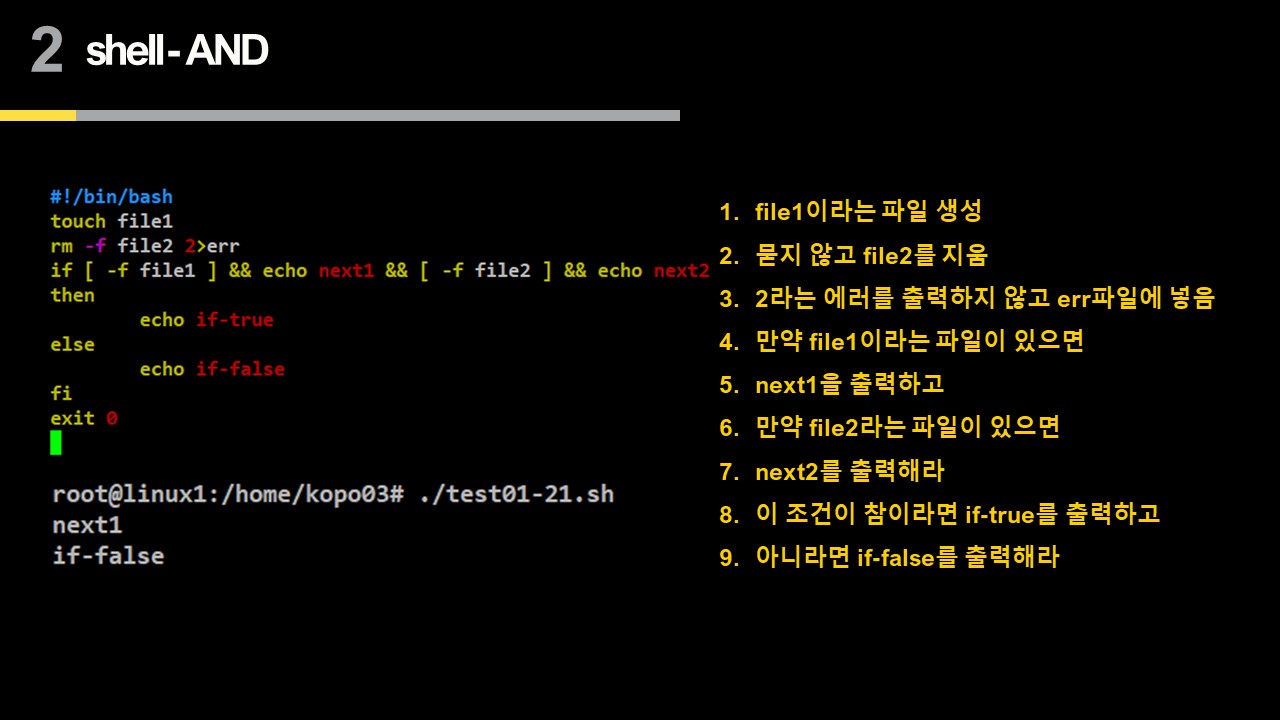 2 shell - AND
#!/bin/bash
touch file1
rm -f file2 2>err
if [ -f file1 ] && echo next1 && [ -f file2 ] && echo next2
then
        echo if-true
else
        echo if-false
fi
exit 0
root@linux1:/home/kopo03# ./test01-21.sh
next1
if-false
1. file1이라는 파일 생성
2. 묻지 않고 file2를 지움
3. 2라는 에러를 출력하지 않고 err파일에 넣음
4. 만약 file1이라는 파일이 있으면
5. next1을 출력하고
6. 만약 file2라는 파일이 있으면
7. next2를 출력해라
8. 이 조건이 참이라면 if-true를 출력하고
9. 아니라면 if-false를 출력해라